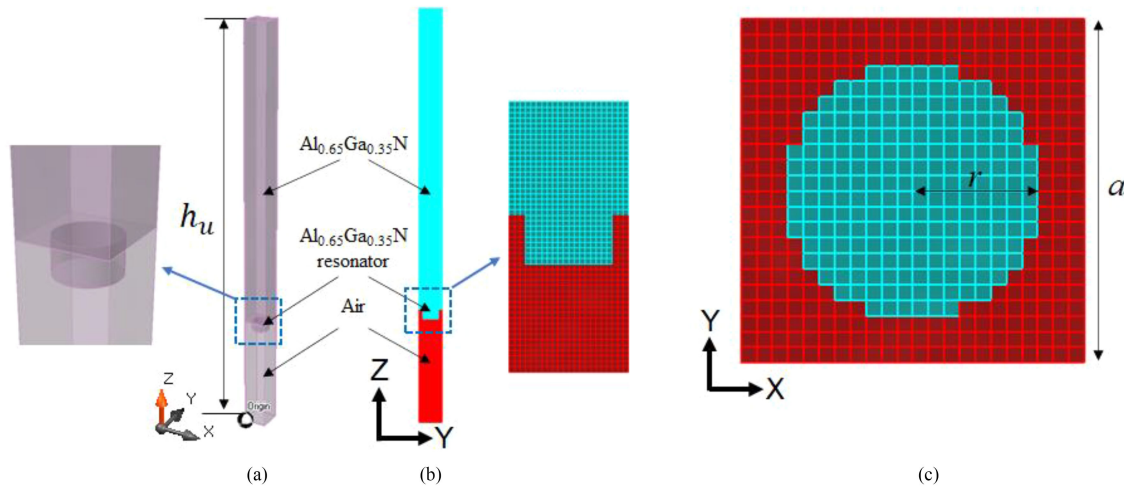 h_u
Al₀.₆₅Ga₀.₃₅N
Al₀.₆₅Ga₀.₃₅N
resonator
Air
Origin
Z
Y
X
Z
Y
r
a
Y
X
(a)
(b)
(c)